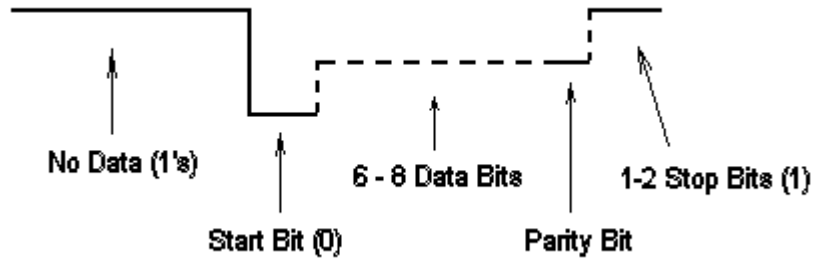 No Data (1's)
Start Bit (0)
6 - 8 Data Bits
Parity Bit
1-2 Stop Bits (1)